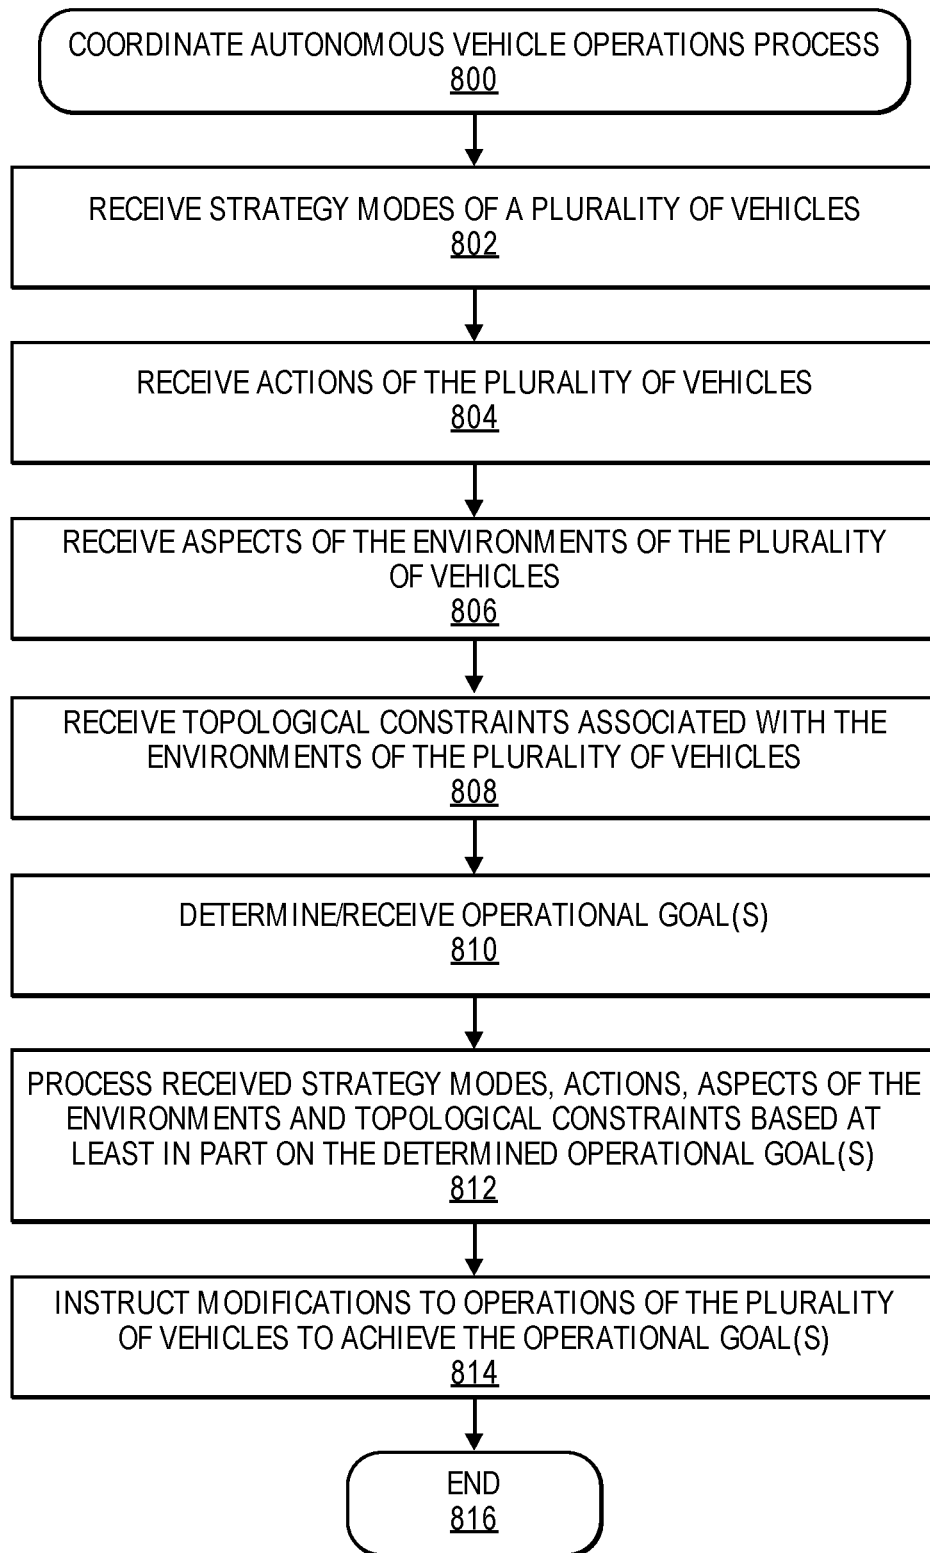 COORDINATE AUTONOMOUS VEHICLE OPERATIONS PROCESS
800
RECEIVE STRATEGY MODES OF A PLURALITY OF VEHICLES
802
RECEIVE ACTIONS OF THE PLURALITY OF VEHICLES
804
RECEIVE ASPECTS OF THE ENVIRONMENTS OF THE PLURALITY
OF VEHICLES
806
RECEIVE TOPOLOGICAL CONSTRAINTS ASSOCIATED WITH THE
ENVIRONMENTS OF THE PLURALITY OF VEHICLES
808
DETERMINE/RECEIVE OPERATIONAL GOAL(S)
810
PROCESS RECEIVED STRATEGY MODES, ACTIONS, ASPECTS OF THE
ENVIRONMENTS AND TOPOLOGICAL CONSTRAINTS BASED AT
LEAST IN PART ON THE DETERMINED OPERATIONAL GOAL(S)
812
INSTRUCT MODIFICATIONS TO OPERATIONS OF THE PLURALITY
OF VEHICLES TO ACHIEVE THE OPERATIONAL GOAL(S)
814
END
816